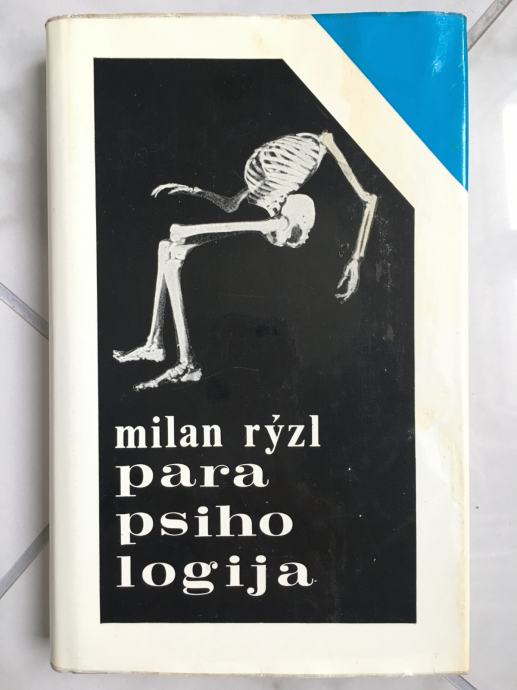 milan rýzl
para
psiho
logija